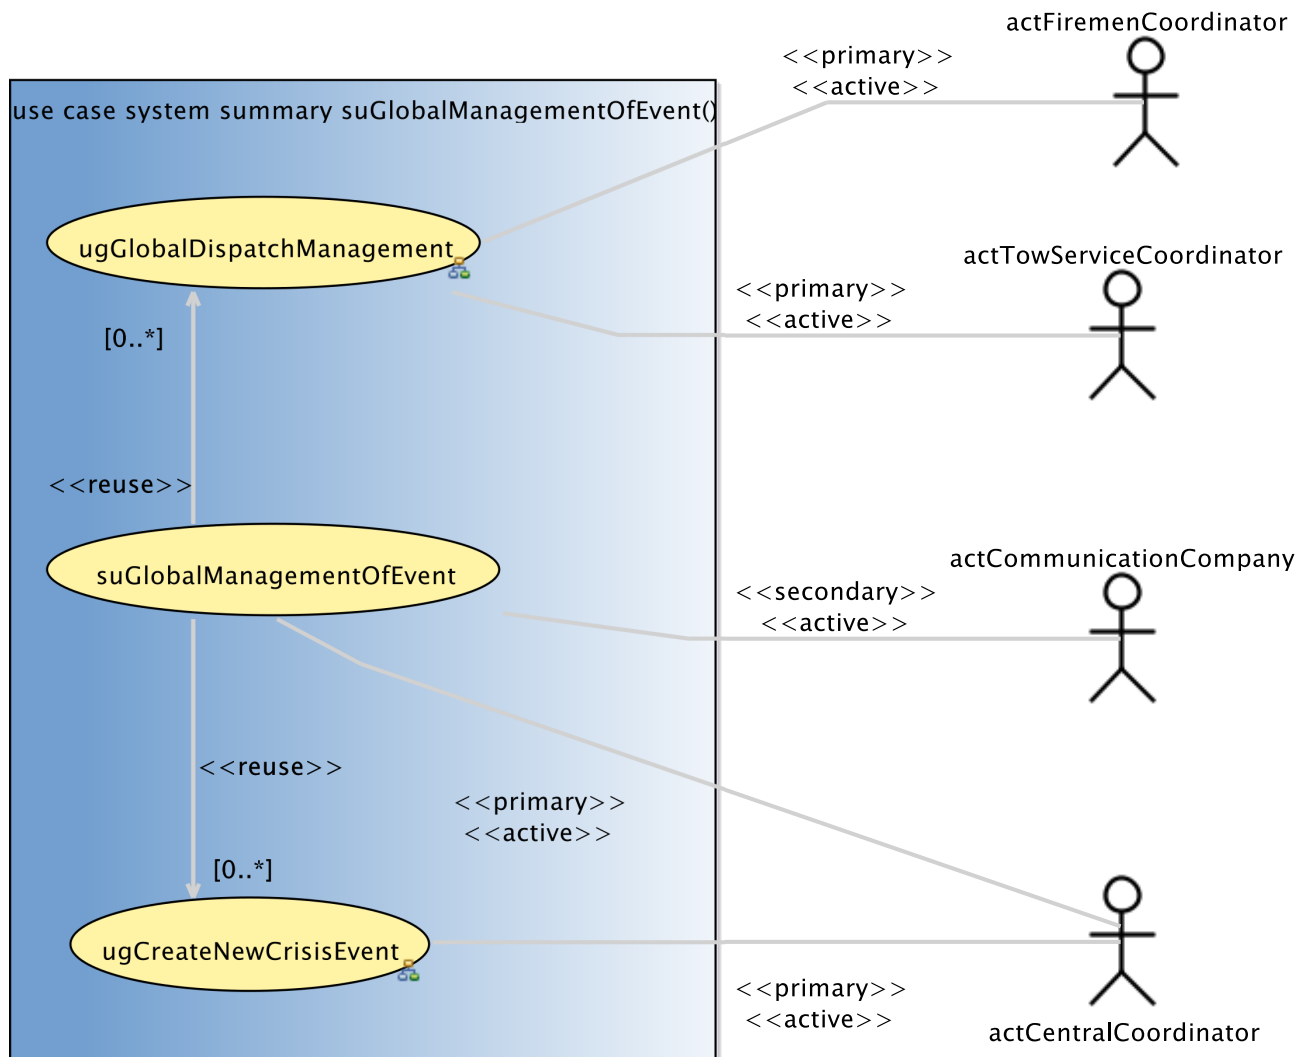 actFiremenCoordinator
<<primary>>
<<active>>
use case system summary suGlobalManagementOfEvent()
ugGlobalDispatchManagement
actTowServiceCoordinator
<<primary>>
<<active>>
[0..*]
<<reuse>>
suGlobalManagementOfEvent
actCommunicationCompany
<<secondary>>
<<active>>
<<reuse>>
<<primary>>
<<active>>
[0..*]
ugCreateNewCrisisEvent
<<primary>>
<<active>>
actCentralCoordinator